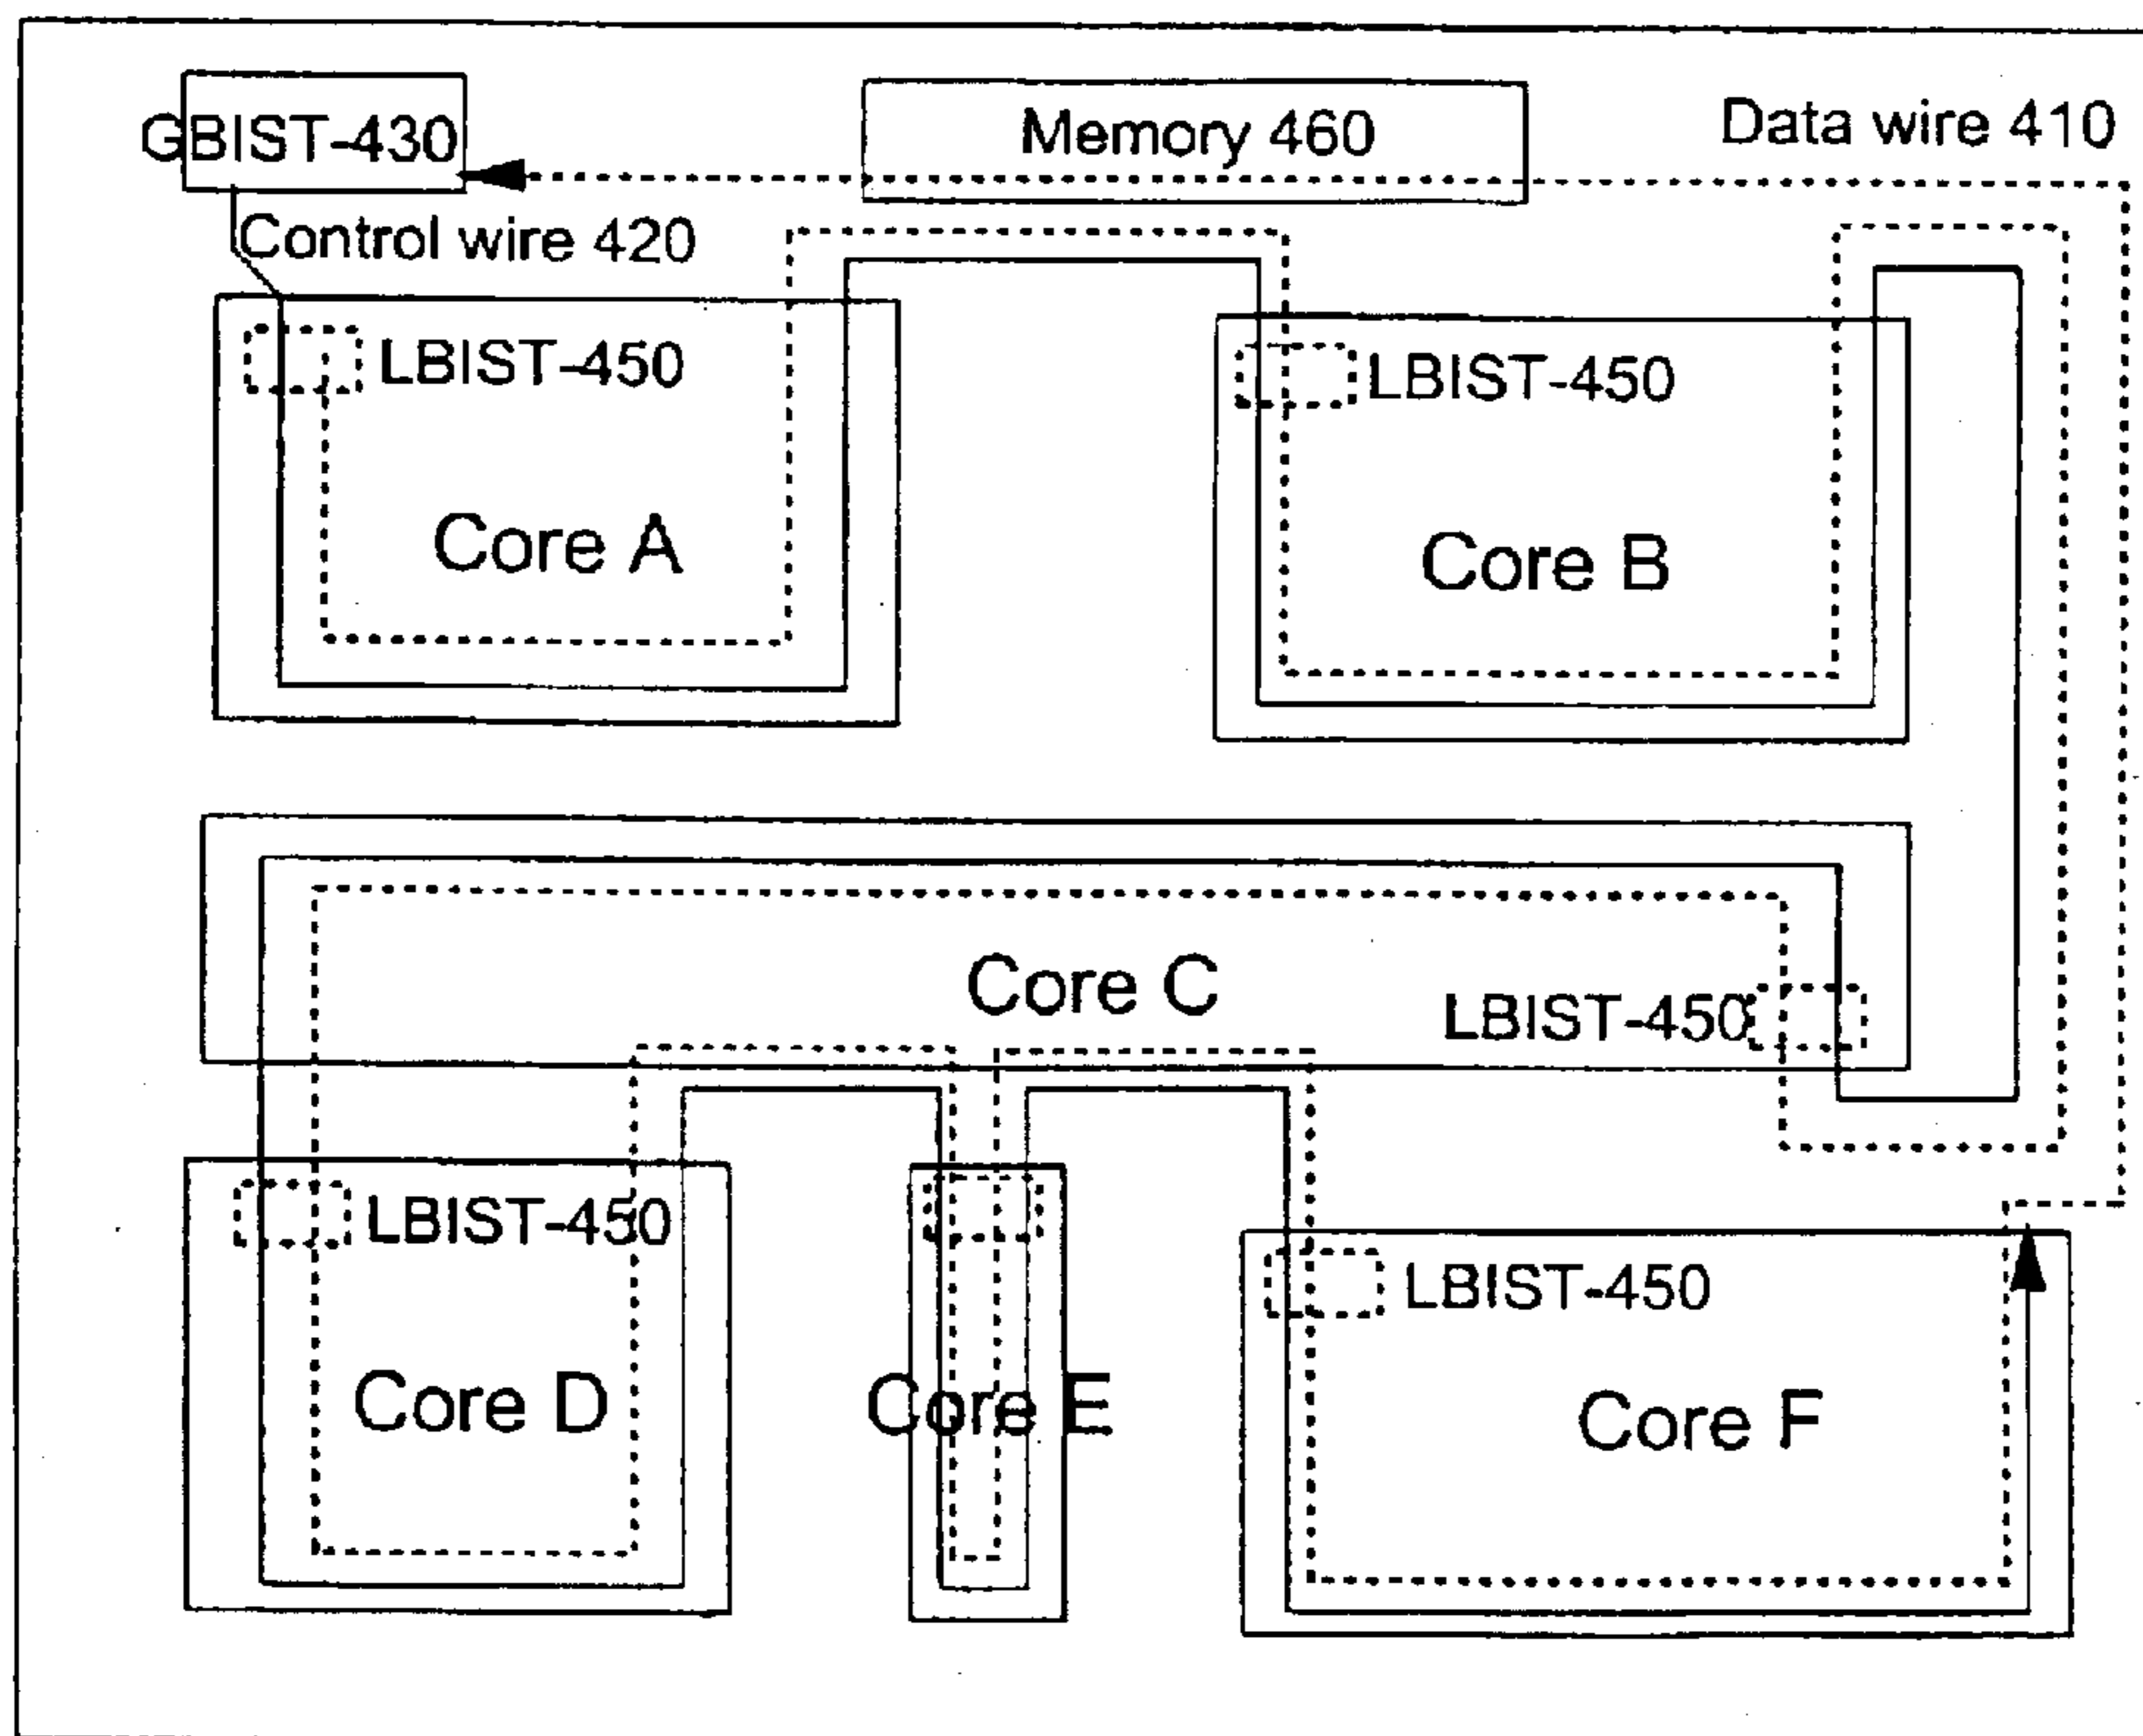 GBIST-430
Memory 460
Data wire 410
Control wire 420
LBIST-450
LBIST-450
Core A
Core B
Core C
LBIST-450
LBIST-450
LBIST-450
Core D
Core E
Core F